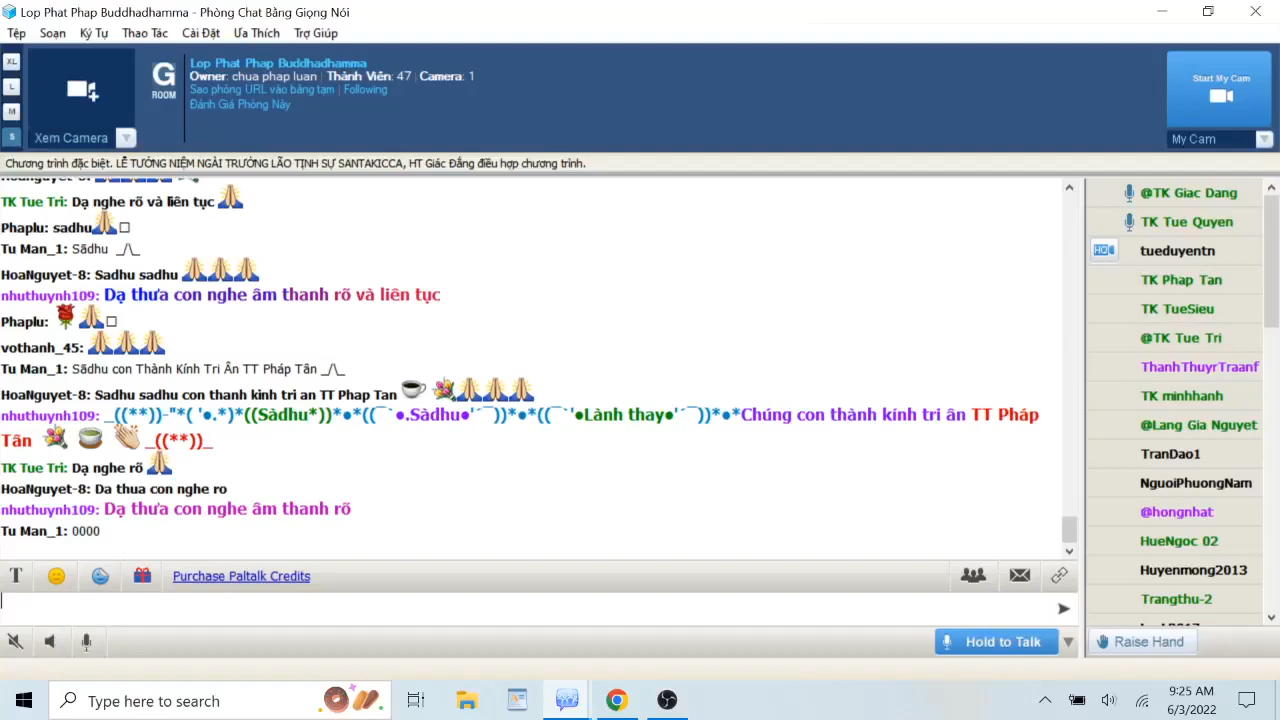 Lop Phat Phap Buddhadhamma - Phòng Chat Bằng Giọng Nói
Tệp Soạn Ký Tự Thao Tác Cài Đặt Ưa Thích Trợ Giúp
XL
L
M
S
Xem Camera
G
ROOM
Lop Phat Phap Buddhadhamma
Owner: chua phap luan | Thành Viên: 47 | Camera: 1
Sao phòng URL vào bảng tạm | Following
Đánh Giá Phòng Này
Start My Cam
My Cam
Chương trình đặc biệt. LỄ TƯỞNG NIỆM NGÀI TRƯỞNG LÃO TỊNH SỰ SANTAKICCA, HT Giác Đẳng điều hợp chương trình.
HoaNguyet-8:
TK Tue Tri: Dạ nghe rõ và liên tục
Phaplu: sadhu
Tu Man_1: Sādhu _/\_
HoaNguyet-8: Sadhu sadhu
nhuthuynh109: Dạ thưa con nghe âm thanh rõ và liên tục
Phaplu:
vothanh_45:
Tu Man_1: Sādhu con Thành Kính Tri Ân TT Pháp Tân _/\_
HoaNguyet-8: Sadhu sadhu con thanh kinh tri an TT Phap Tan
nhuthuynh109: _((**))-"*( '●.*)*((Sàdhu*))*●*((¯`●.Sàdhu●'´¯))*●*((¯`'●Lành thay●'´¯))*●*Chúng con thành kính tri ân TT Pháp
Tân _((**))_
TK Tue Tri: Dạ nghe rõ
HoaNguyet-8: Da thua con nghe ro
nhuthuynh109: Dạ thưa con nghe âm thanh rõ
Tu Man_1: 0000
@TK Giac Dang
TK Tue Quyen
HQ
tueduyentn
TK Phap Tan
TK TueSieu
@TK Tue Tri
ThanhThuyrTraanf
TK minhhanh
@Lang Gia Nguyet
TranDao1
NguoiPhuongNam
@hongnhat
HueNgoc 02
Huyenmong2013
Trangthu-2
T Purchase Paltalk Credits
Hold to Talk
Raise Hand
Type here to search
9:25 AM
6/3/2022